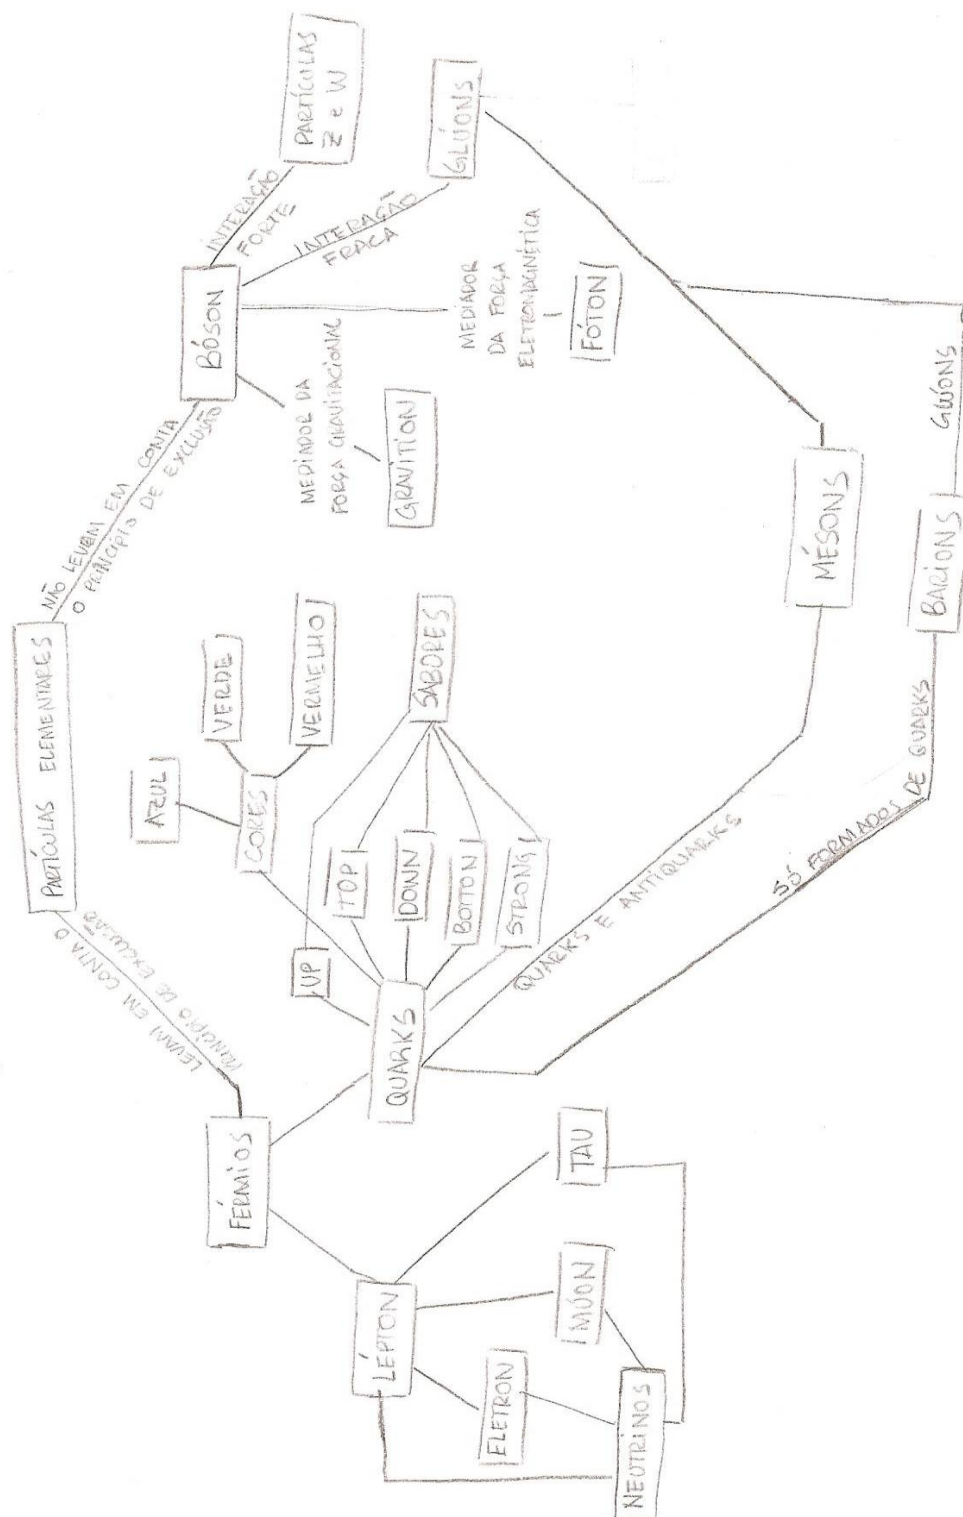 PARTÍCULAS ELEMENTARES
LEVAM EM CONTA O
PRINCÍPIO DE EXCLUSÃO
NÃO LEVAM EM CONTA
O PRINCÍPIO DE EXCLUSÃO
FÉRMIOS
BÓSON
INTERAÇÃO
FORTE
PARTÍCULAS
Z e W
INTERAÇÃO
FRACA
GLÚONS
MEDIADOR DA
FORÇA GRAVITACIONAL
GRAVITION
MEDIADOR
DA FORÇA
ELETROMAGNÉTICA
FÓTON
AZUL
VERDE
VERMELHO
CORES
LÉPTON
QUARKS
UP
TOP
DOWN
BOTTON
STRONG
SABORES
ELETRON
MÚON
TAU
NEUTRINOS
QUARKS E ANTIQUARKS
MÉSONS
SÓ FORMADOS DE QUARKS
BARIONS
GLÚONS